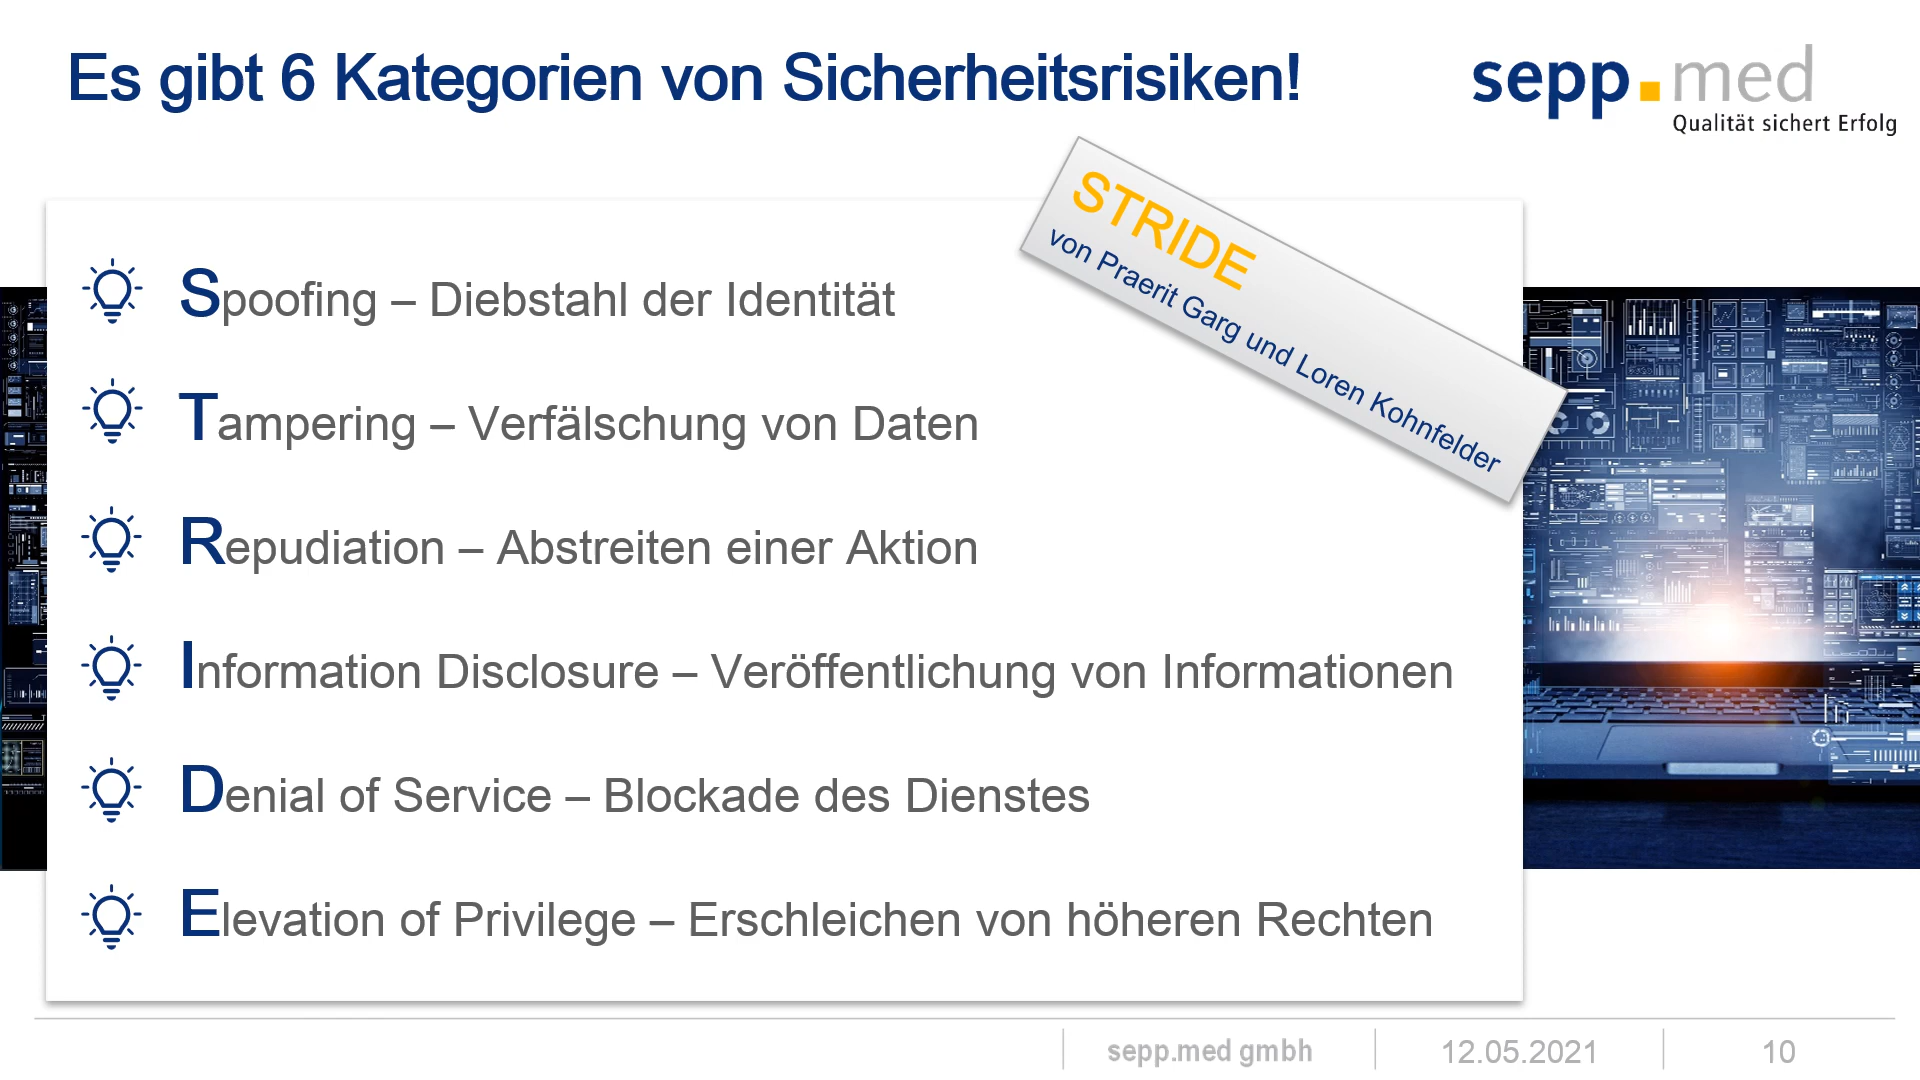 Es gibt 6 Kategorien von Sicherheitsrisiken!
sepp.med
Qualität sichert Erfolg
STRIDE
von Praerit Garg und Loren Kohnfelder
Spoofing – Diebstahl der Identität
Tampering – Verfälschung von Daten
Repudiation – Abstreiten einer Aktion
Information Disclosure – Veröffentlichung von Informationen
Denial of Service – Blockade des Dienstes
Elevation of Privilege – Erschleichen von höheren Rechten
sepp.med gmbh
12.05.2021
10